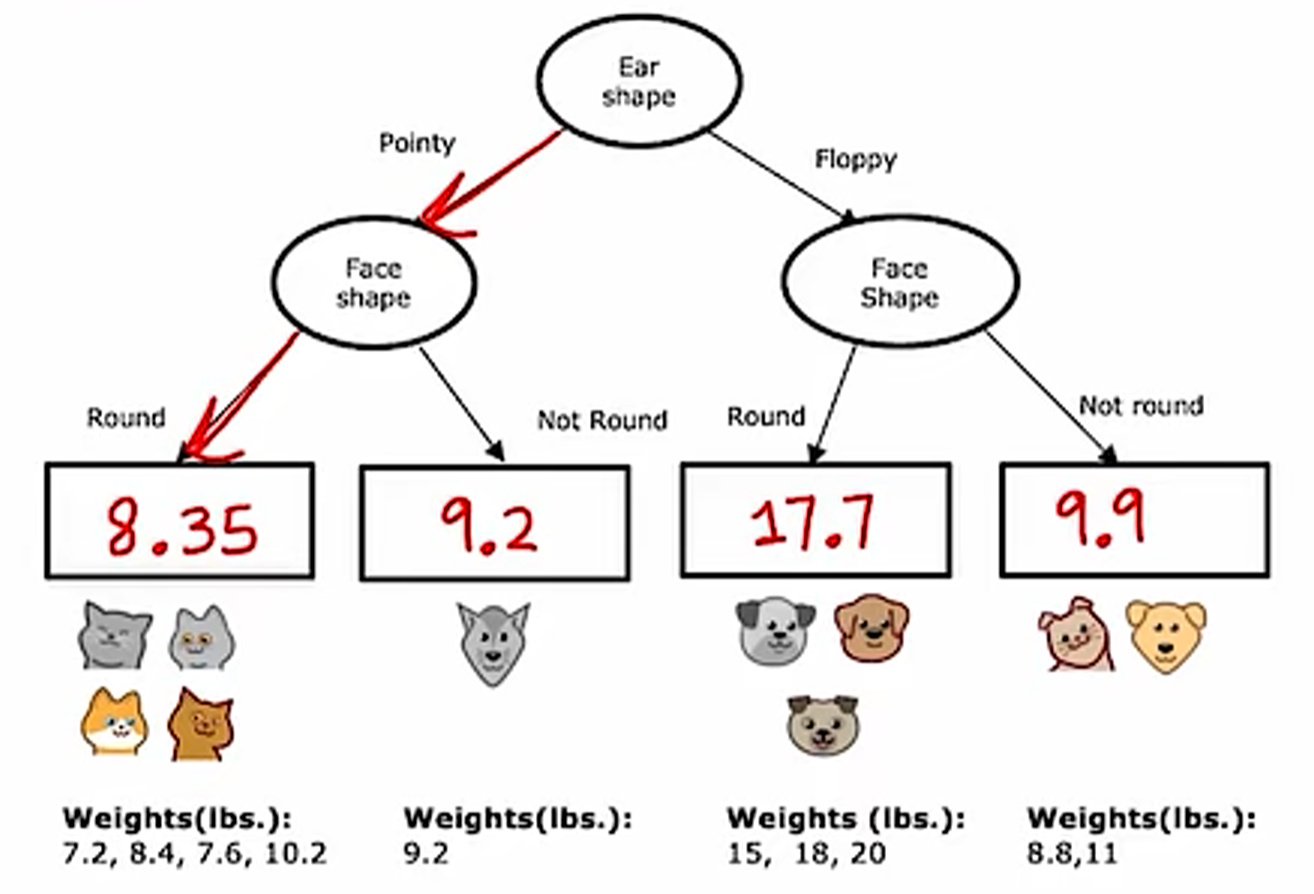 Ear
shape
Pointy
Floppy
Face
shape
Face
Shape
Round
Not Round
Round
Not round
8.35
9.2
17.7
9.9
Weights(lbs.):
7.2, 8.4, 7.6, 10.2
Weights(lbs.):
9.2
Weights (lbs.):
15, 18, 20
Weights(lbs.):
8.8,11